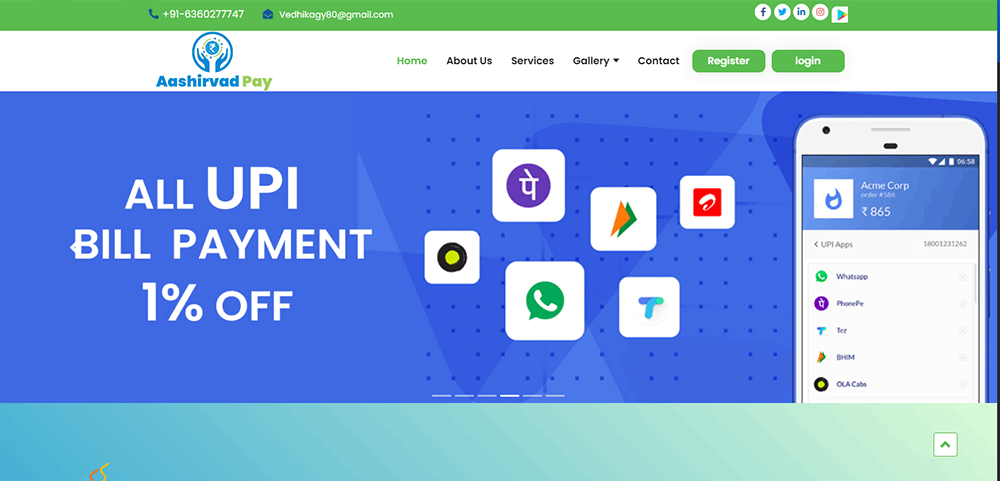 +91-6360277747 Vedhikagy80@gmail.com
Aashirvad Pay
Home About Us Services Gallery Contact Register login
ALL UPI
BILL PAYMENT
1% OFF
पे
06:58
Acme Corp
order #586
₹ 865
UPI Apps 18001231262
Whatsapp
पे PhonePe
Tez
BHIM
OLA Cabs